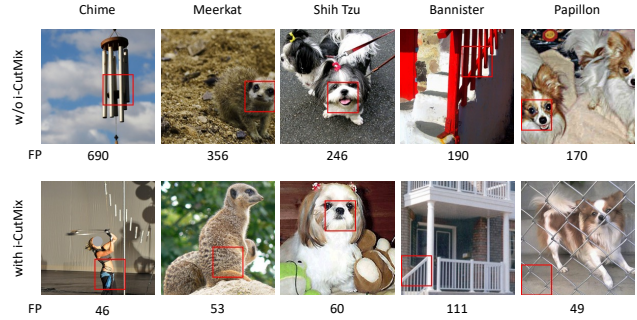 Chime Meerkat Shih Tzu Bannister Papillon
w/o i-CutMix
FP 690 356 246 190 170
with i-CutMix
FP 46 53 60 111 49